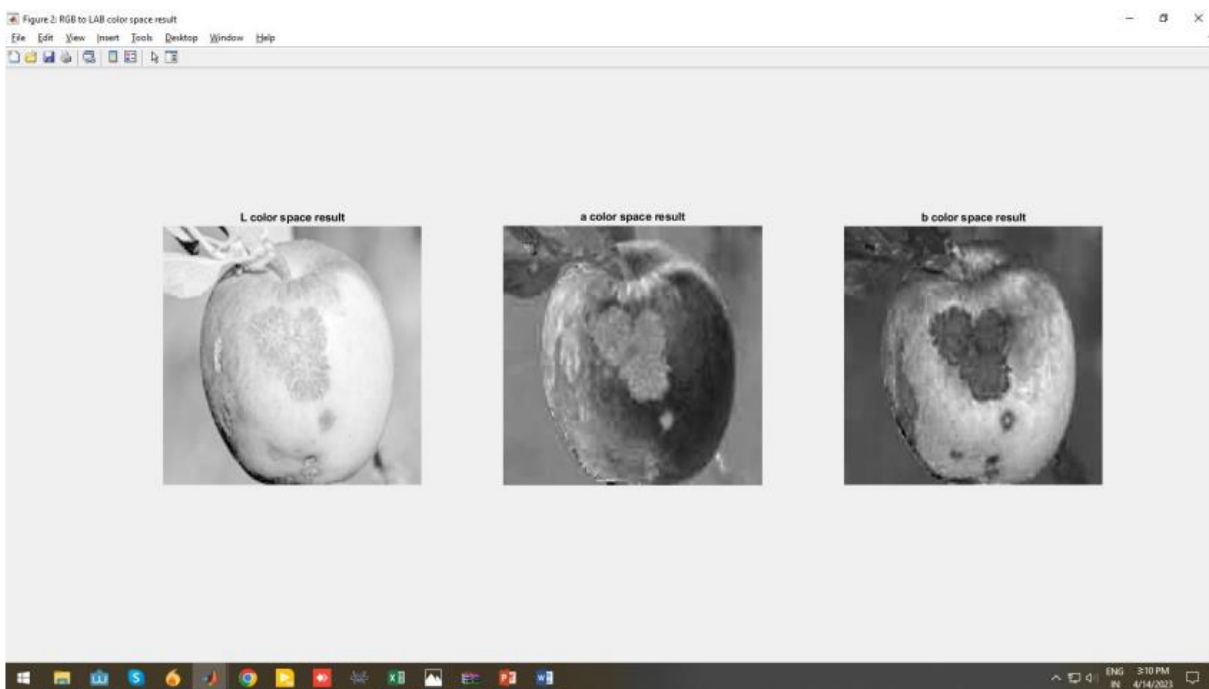 Figure 2: RGB to LAB color space result
File Edit View Insert Tools Desktop Window Help
L color space result
a color space result
b color space result
ENG 3:10 PM
IN 4/14/2023